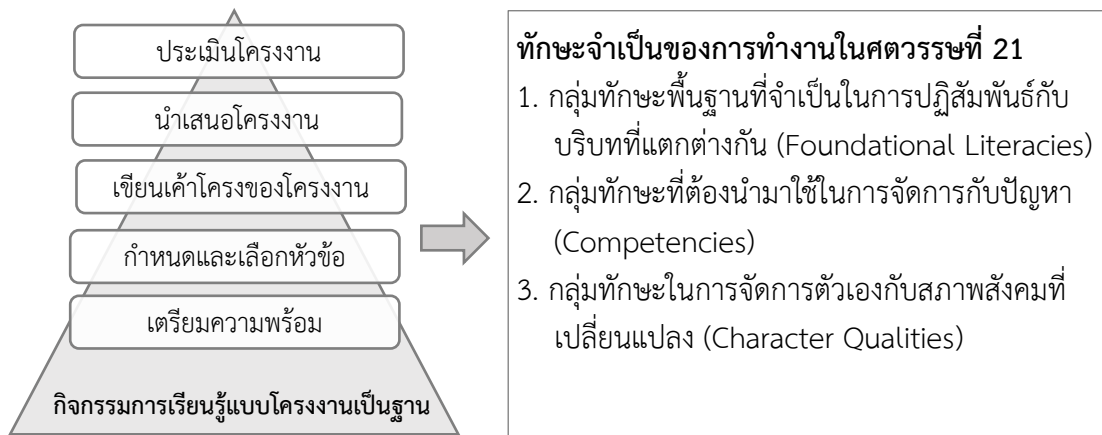 ประเมินโครงงาน
นำเสนอโครงงาน
เขียนเค้าโครงของโครงงาน
กำหนดและเลือกหัวข้อ
เตรียมความพร้อม
กิจกรรมการเรียนรู้แบบโครงงานเป็นฐาน
ทักษะจำเป็นของการทำงานในศตวรรษที่ 21
1. กลุ่มทักษะพื้นฐานที่จำเป็นในการปฏิสัมพันธ์กับ
บริบทที่แตกต่างกัน (Foundational Literacies)
2. กลุ่มทักษะที่ต้องนำมาใช้ในการจัดการกับปัญหา
(Competencies)
3. กลุ่มทักษะในการจัดการตัวเองกับสภาพสังคมที่
เปลี่ยนแปลง (Character Qualities)